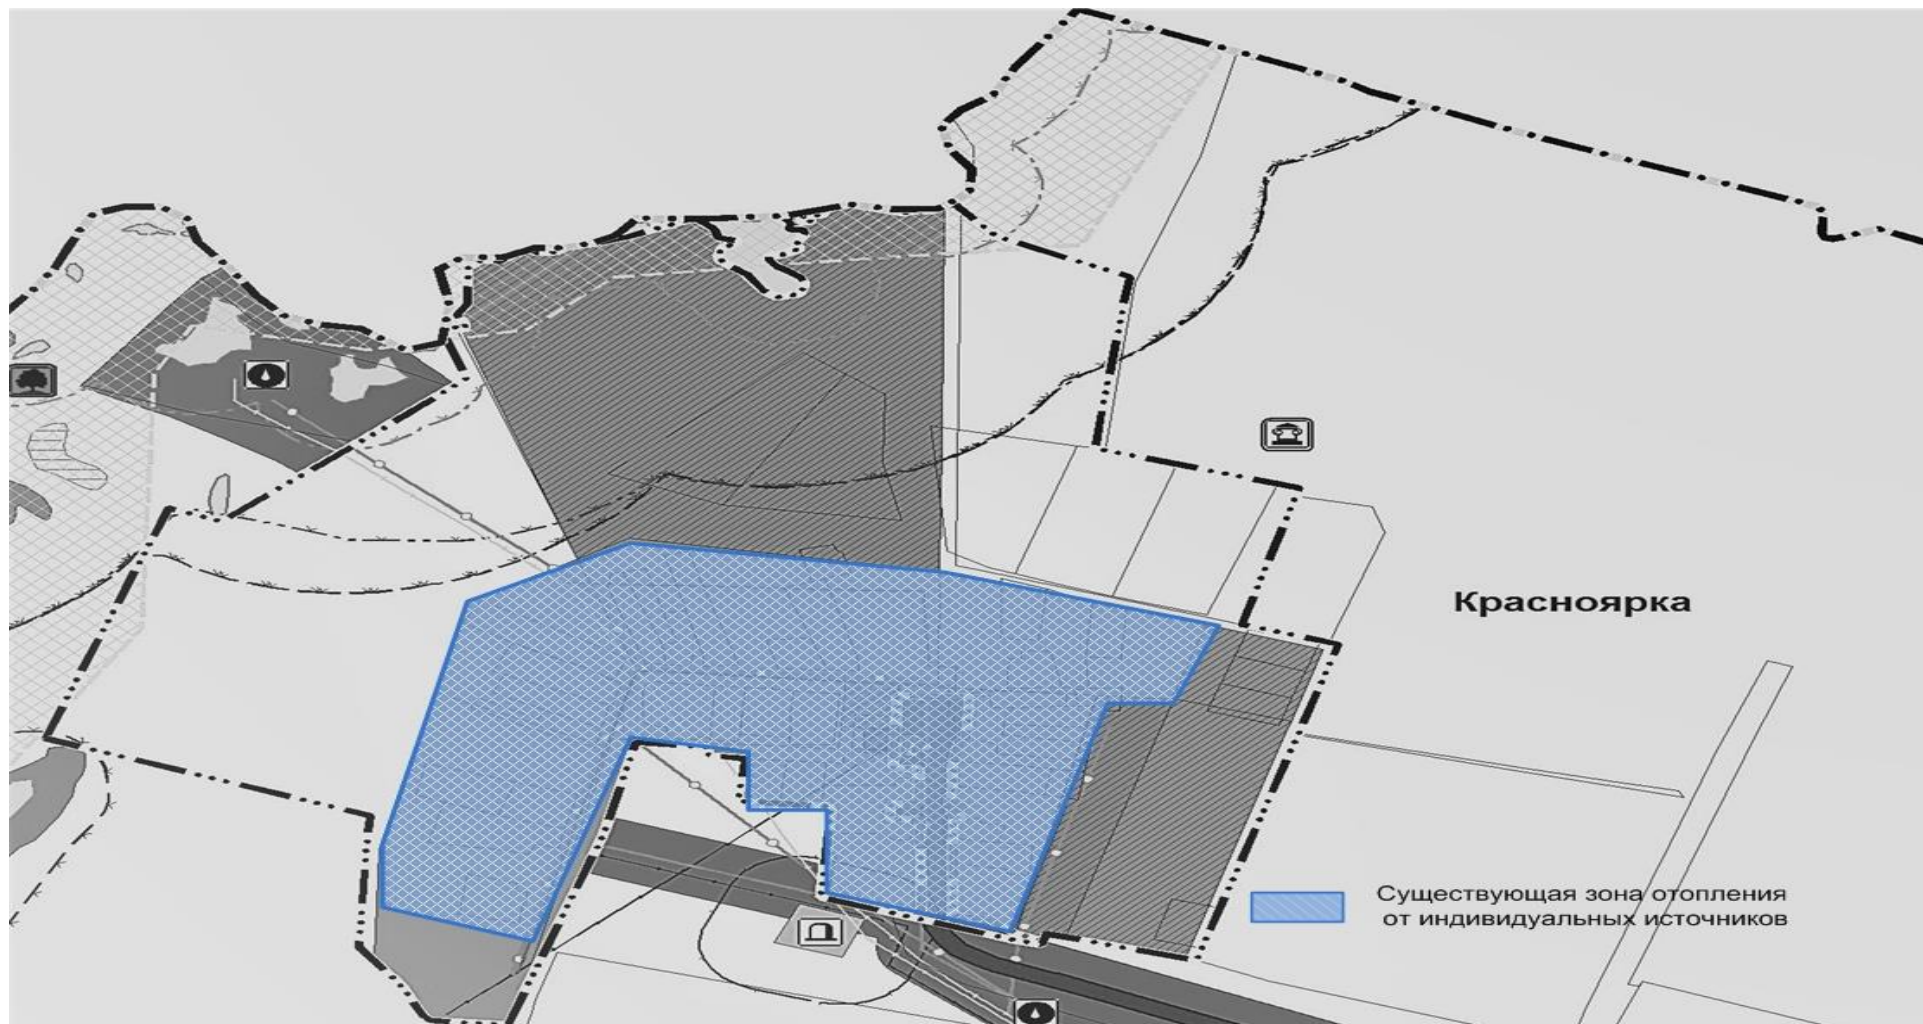 Красноярка
Существующая зона отопления
от индивидуальных источников